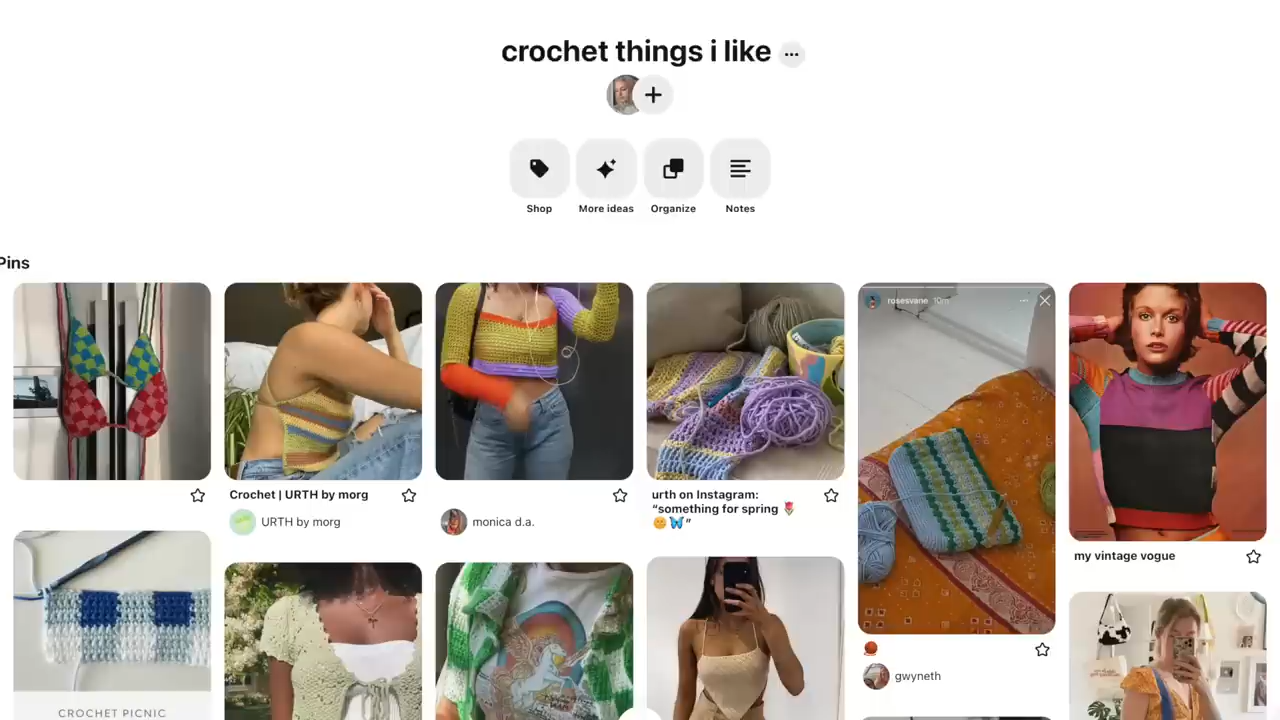 crochet things i like
Shop
More ideas
Organize
Notes
Pins
rosesvane 10m
Crochet | URTH by morg
URTH by morg
monica d.a.
urth on Instagram:
“something for spring 🌷
🌼🦋”
my vintage vogue
gwyneth
CROCHET PICNIC